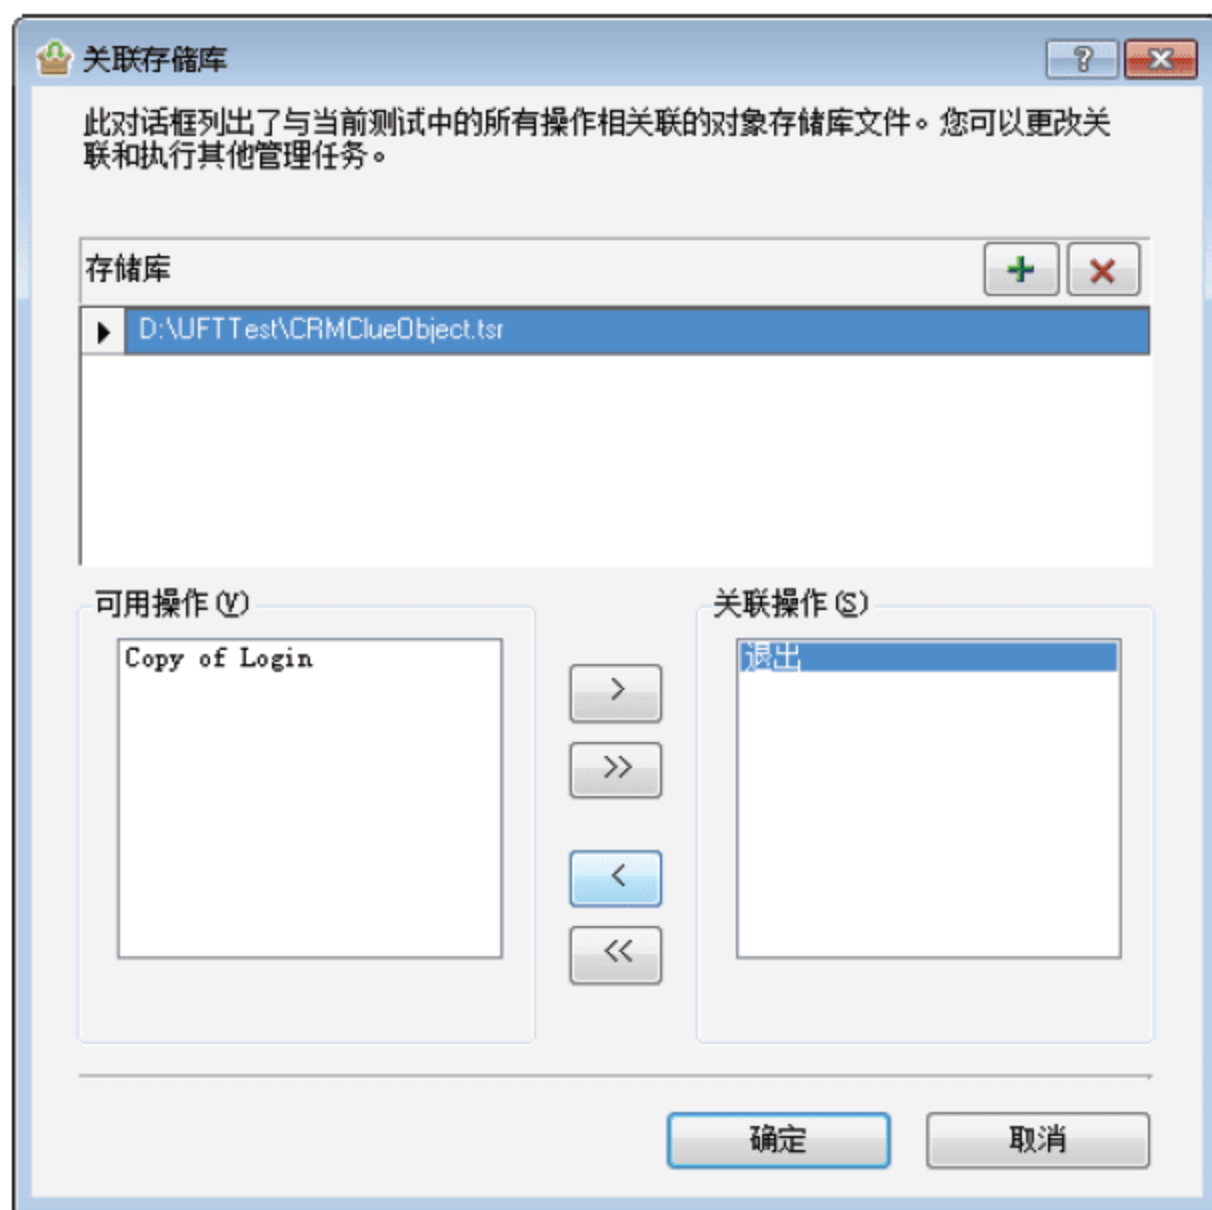 关联存储库
?
此对话框列出了与当前测试中的所有操作相关联的对象存储库文件。您可以更改关
联和执行其他管理任务。
存储库
D:\UFTTest\CRMClueObject.tsr
可用操作(V)
关联操作(S)
Copy of Login
退出
>
>>
<
<<
确定
取消